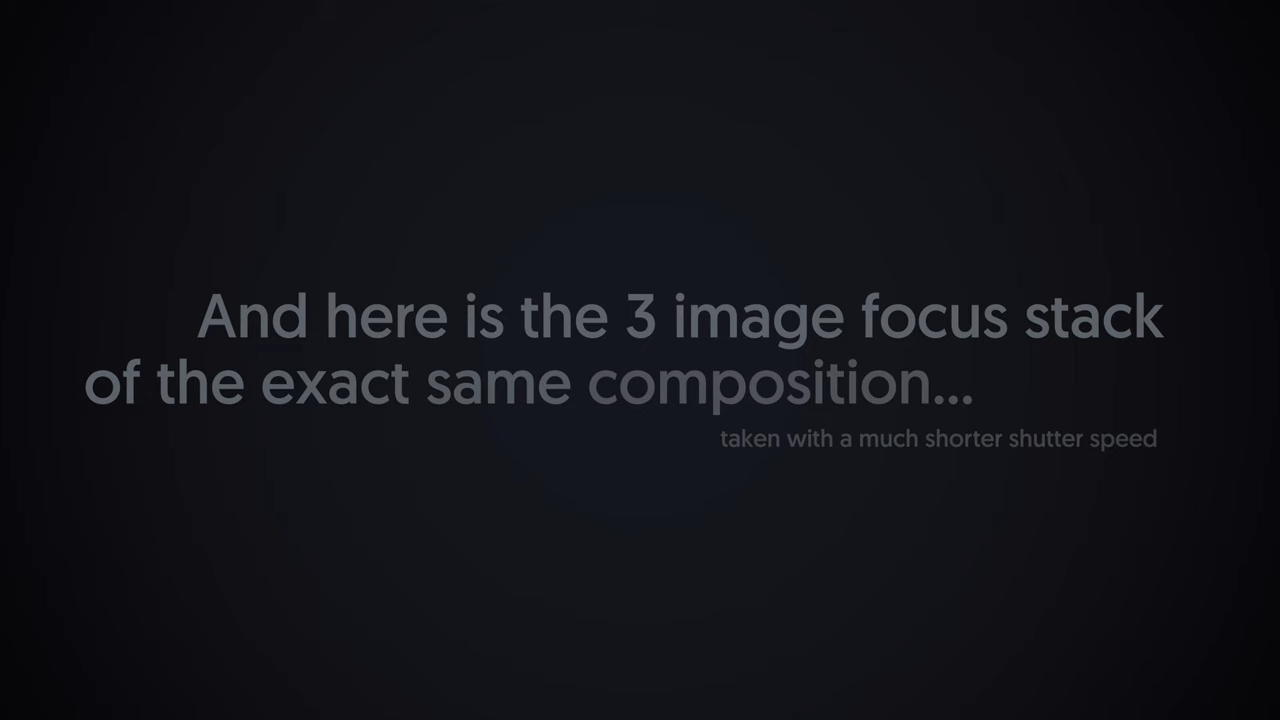 And here is the 3 image focus stack
of the exact same composition...
taken with a much shorter shutter speed